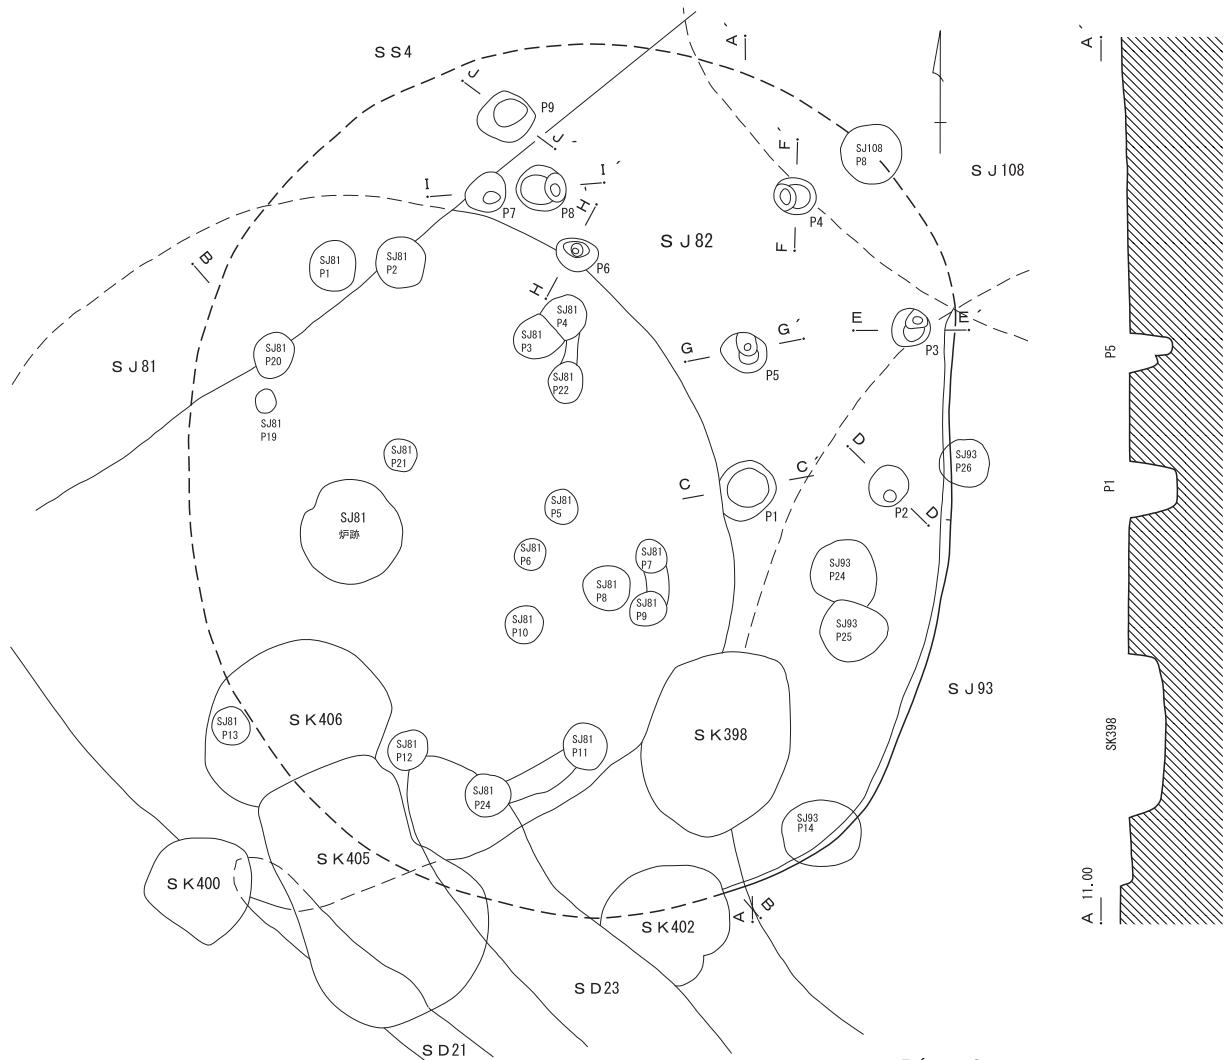 SS4
A´
A´
J
P9
J´
F´
SJ108
P8
SJ108
I
I´
P7
P8
H´
P4
SJ82
F
B
SJ81
P1
SJ81
P2
P6
H
SJ81
P4
SJ81
P3
E
E´
P3
G
G´
P5
P5
SJ81
SJ81
P20
SJ81
P22
SJ81
P19
SJ81
P21
D
SJ93
P26
C
C´
P1
P1
P2
D´
SJ81
炉跡
SJ81
P5
SJ81
P6
SJ81
P7
SJ81
P8
SJ81
P9
SJ81
P10
SJ93
P24
SJ93
P25
SJ93
SK406
SJ81
P13
SJ81
P12
SJ81
P11
SK398
SK398
SJ81
P24
SJ93
P14
SK405
SK400
A 11.00
A
B
SK402
SD23
SD21